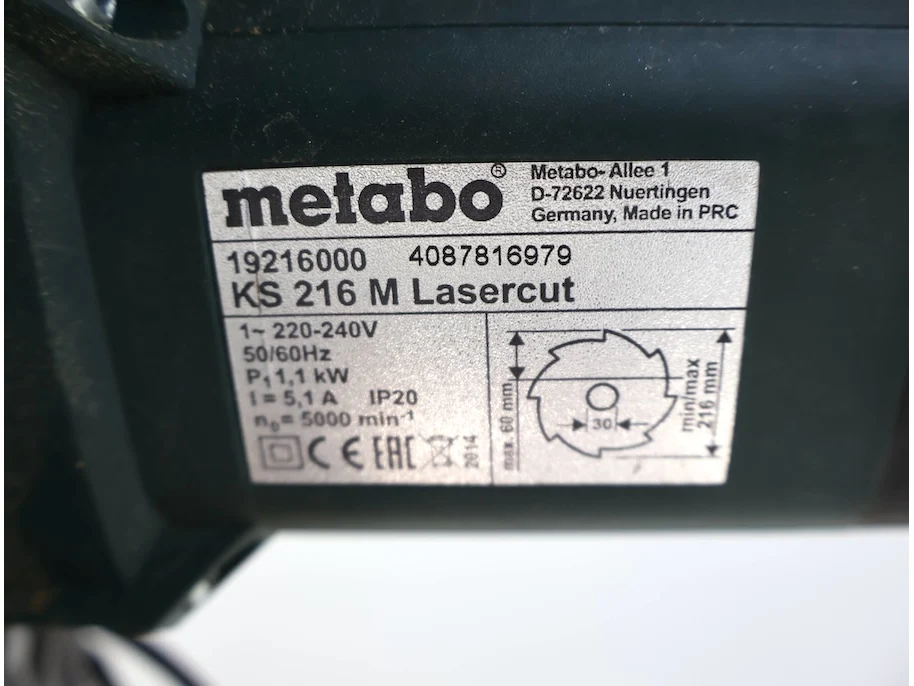 metabo®
Metabo- Allee 1
D-72622 Nuertingen
Germany, Made in PRC
19216000 4087816979
KS 216 M Lasercut
1~ 220-240V
50/60Hz
P₁ 1,1 kW
I = 5,1 A IP20
n₀= 5000 min⁻¹
CE EAC 2014
max. 60 mm
30
min/max
216 mm